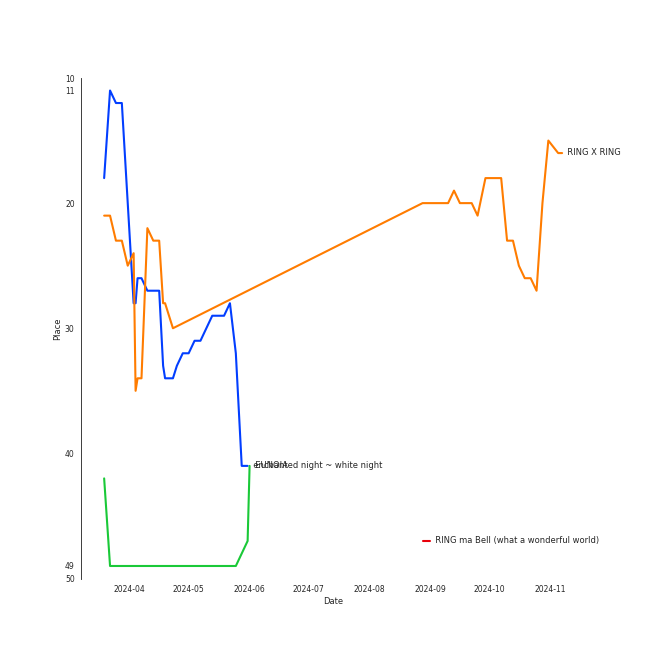 10
11
RING X RING
20
30
Place
40
EUNOIA
enchanted night ~ white night
RING ma Bell (what a wonderful world)
49
50
2024-04 2024-05 2024-06 2024-07 2024-08 2024-09 2024-10 2024-11
Date